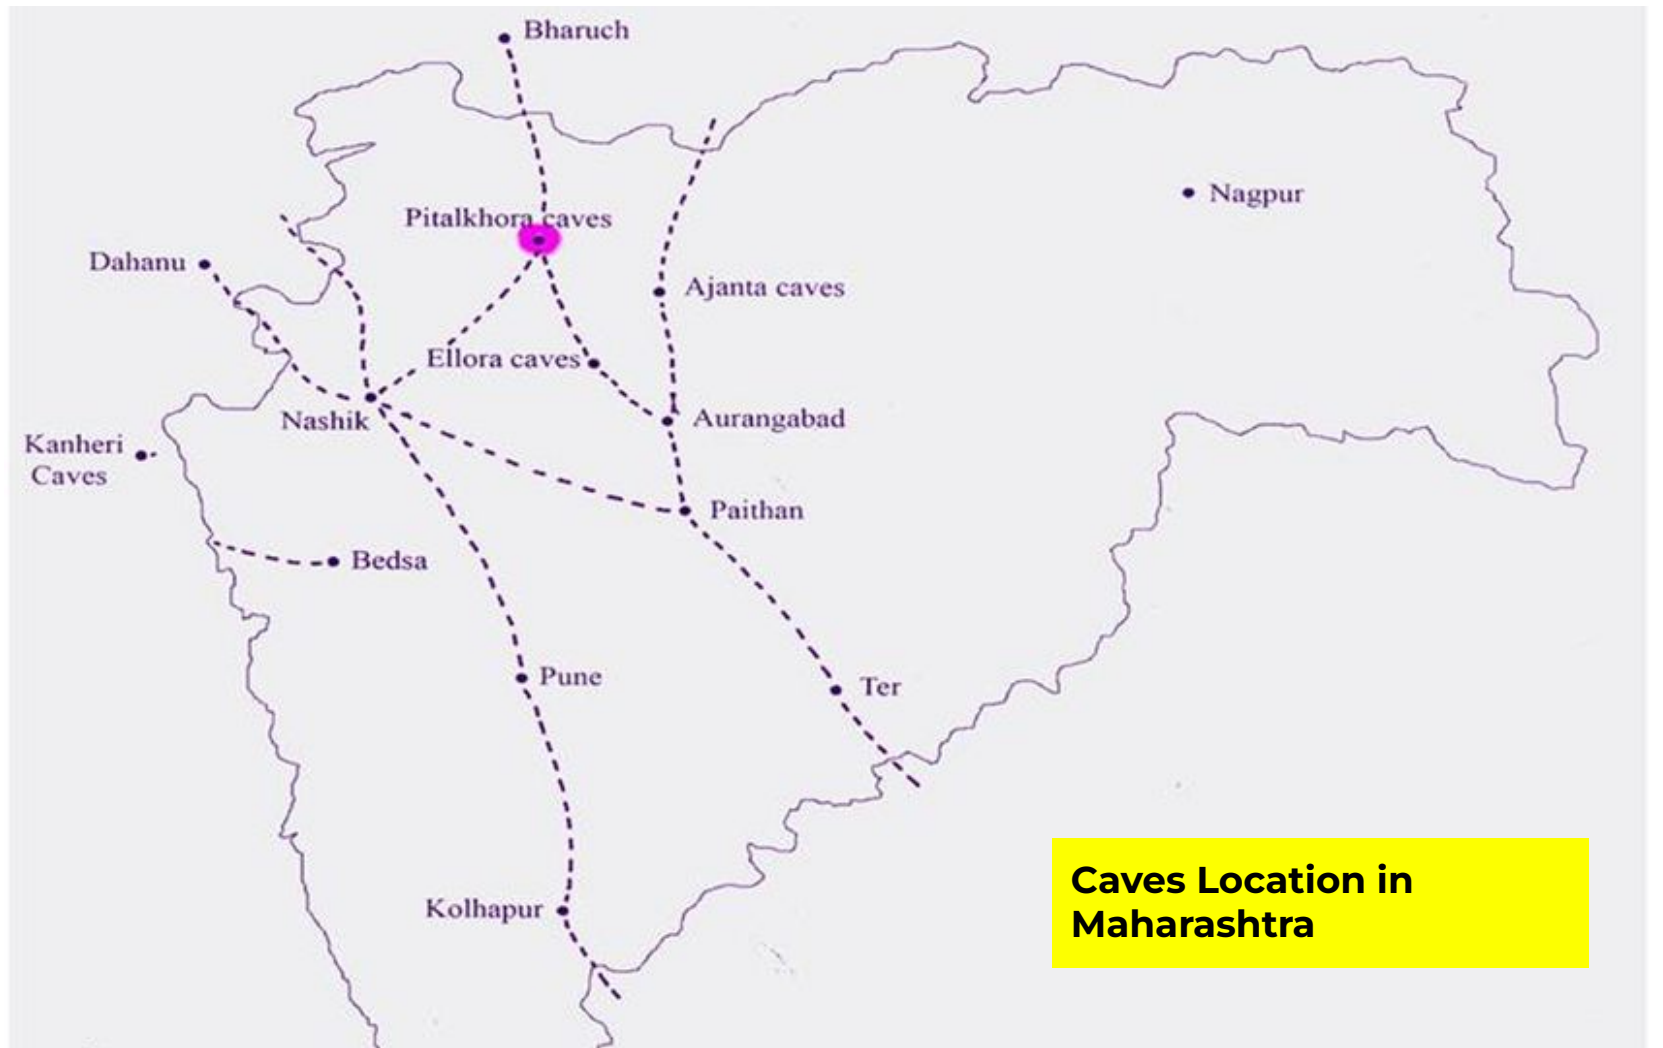 Bharuch
Nagpur
Pitalkhora caves
Dahanu
Ajanta caves
Ellora caves
Nashik
Aurangabad
Kanheri
Caves
Paithan
Bedsa
Pune
Ter
Caves Location in
Maharashtra
Kolhapur